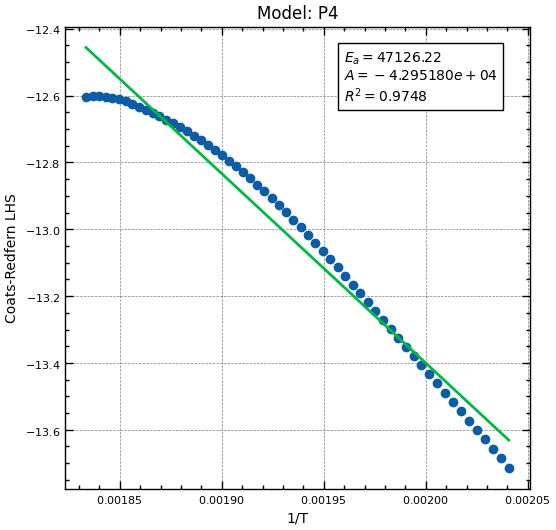 Model: P4
−12.4
−12.6
−12.8
−13.0
−13.2
−13.4
−13.6
Coats-Redfern LHS
E_a = 47126.22
A = −4.295180e + 04
R² = 0.9748
0.00185 0.00190 0.00195 0.00200 0.00205
1/T